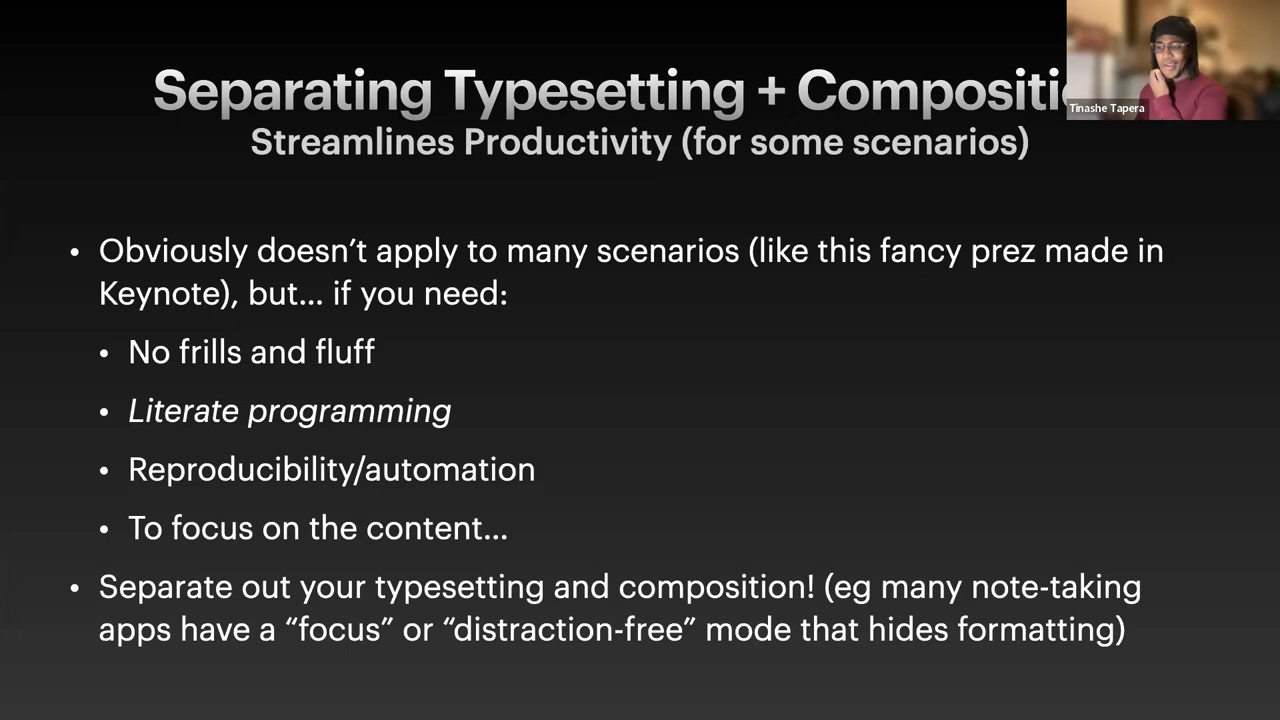 Separating Typesetting + Compositi
Tinashe Tapera
Streamlines Productivity (for some scenarios)
• Obviously doesn’t apply to many scenarios (like this fancy prez made in
Keynote), but... if you need:
• No frills and fluff
• Literate programming
• Reproducibility/automation
• To focus on the content...
• Separate out your typesetting and composition! (eg many note-taking
apps have a “focus” or “distraction-free” mode that hides formatting)